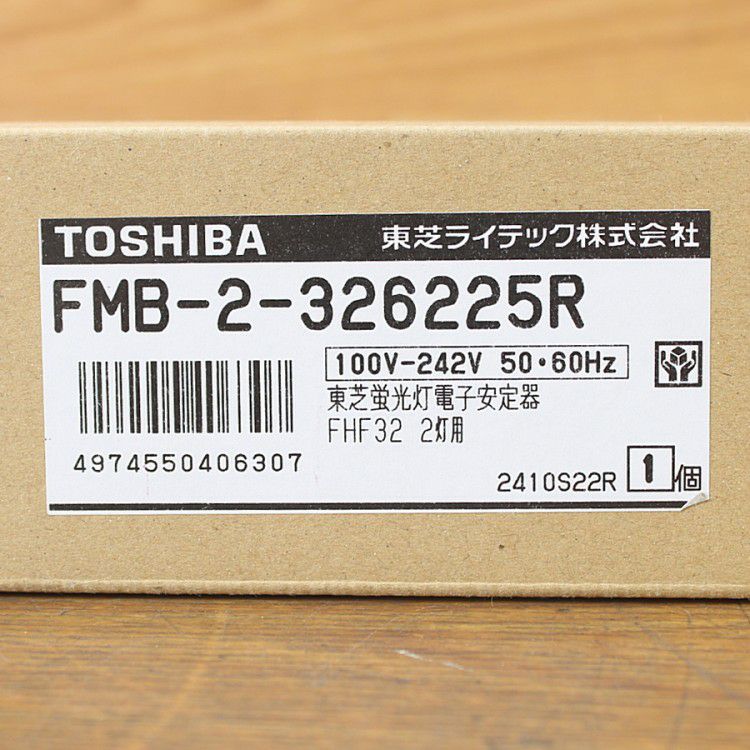 TOSHIBA 東芝ライテック株式会社
FMB-2-326225R
100V-242V 50・60Hz
東芝蛍光灯電子安定器
FHF32 2灯用
4974550406307
2410S22R 1個